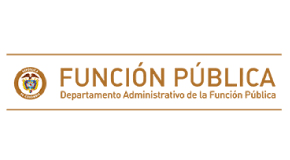 FUNCIÓN PÚBLICA
Departamento Administrativo de la Función Pública